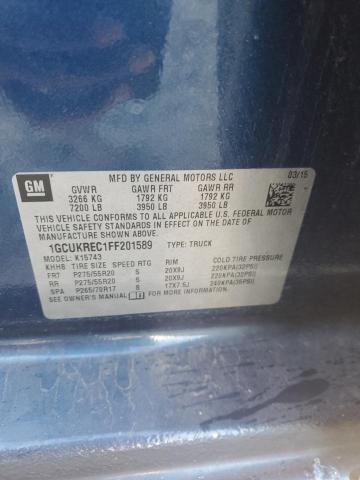 GM
MFD BY GENERAL MOTORS LLC
03/15
GVWR GAWR FRT GAWR RR
3266 KG 1792 KG 1792 KG
7200 LB 3950 LB 3950 LB
THIS VEHICLE CONFORMS TO ALL APPLICABLE U.S. FEDERAL MOTOR
VEHICLE SAFETY STANDARDS IN EFFECT ON THE DATE OF
MANUFACTURE SHOWN ABOVE.
1GCUKREC1FF201589 TYPE: TRUCK
MODEL: K15743
TIRE SIZE SPEED RTG RIM COLD TIRE PRESSURE
FRT P275/55R20 S 20X9J 220KPA(32PSI)
RR P275/55R20 S 20X9J 220KPA(32PSI)
SPA P265/70R17 S 17X7.5J 240KPA(35PSI)
SEE OWNER'S MANUAL FOR MORE INFORMATION.